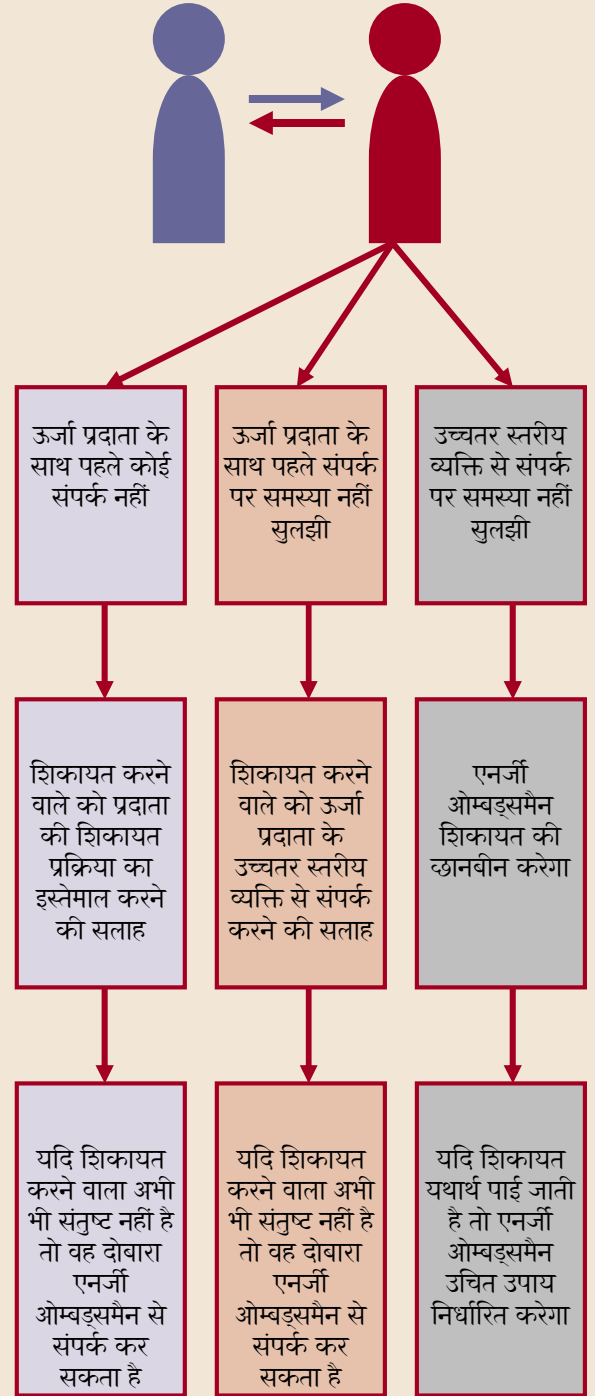 ऊर्जा प्रदाता के
साथ पहले कोई
संपर्क नहीं
ऊर्जा प्रदाता के
साथ पहले संपर्क
पर समस्या नहीं
सुलझी
उच्चतर स्तरीय
व्यक्ति से संपर्क
पर समस्या नहीं
सुलझी
शिकायत करने
वाले को प्रदाता
की शिकायत
प्रक्रिया का
इस्तेमाल करने
की सलाह
शिकायत करने
वाले को ऊर्जा
प्रदाता के
उच्चतर स्तरीय
व्यक्ति से संपर्क
करने की सलाह
एनर्जी
ओम्बड्समैन
शिकायत की
छानबीन करेगा
यदि शिकायत
करने वाला अभी
भी संतुष्ट नहीं है
तो वह दोबारा
एनर्जी
ओम्बड्समैन से
संपर्क कर
सकता है
यदि शिकायत
करने वाला अभी
भी संतुष्ट नहीं है
तो वह दोबारा
एनर्जी
ओम्बड्समैन से
संपर्क कर
सकता है
यदि शिकायत
यथार्थ पाई जाती
है तो एनर्जी
ओम्बड्समैन
उचित उपाय
निर्धारित करेगा